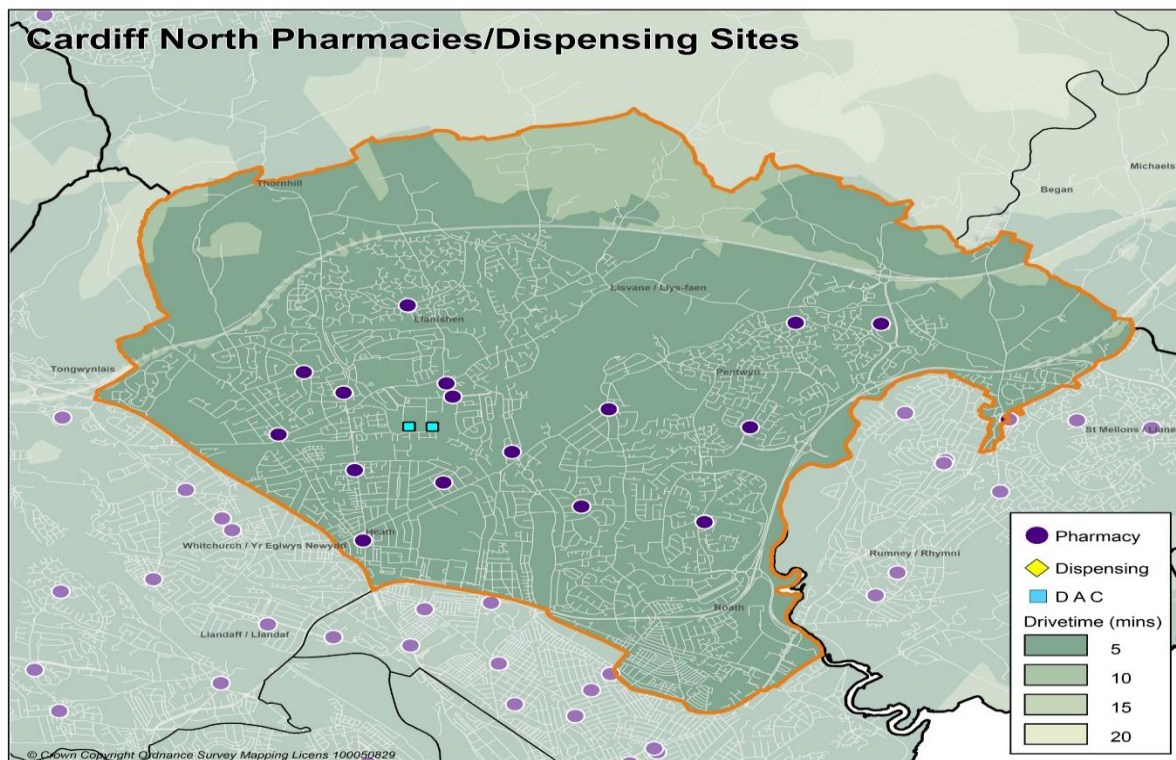 Cardiff North Pharmacies/Dispensing Sites
Michaels
Began
Thornhill
Lisvane / Llys-faen
Llanishen
Tongwynlais
Pentwyn
St Mellons / Llane
Heath
Whitchurch / Yr Eglwys Newydd
Rumney / Rhymni
Roath
Llandaff / Llandaf
Pharmacy
Dispensing
D A C
Drivetime (mins)
5
10
15
20
© Crown Copyright Ordnance Survey Mapping Licens 100050829